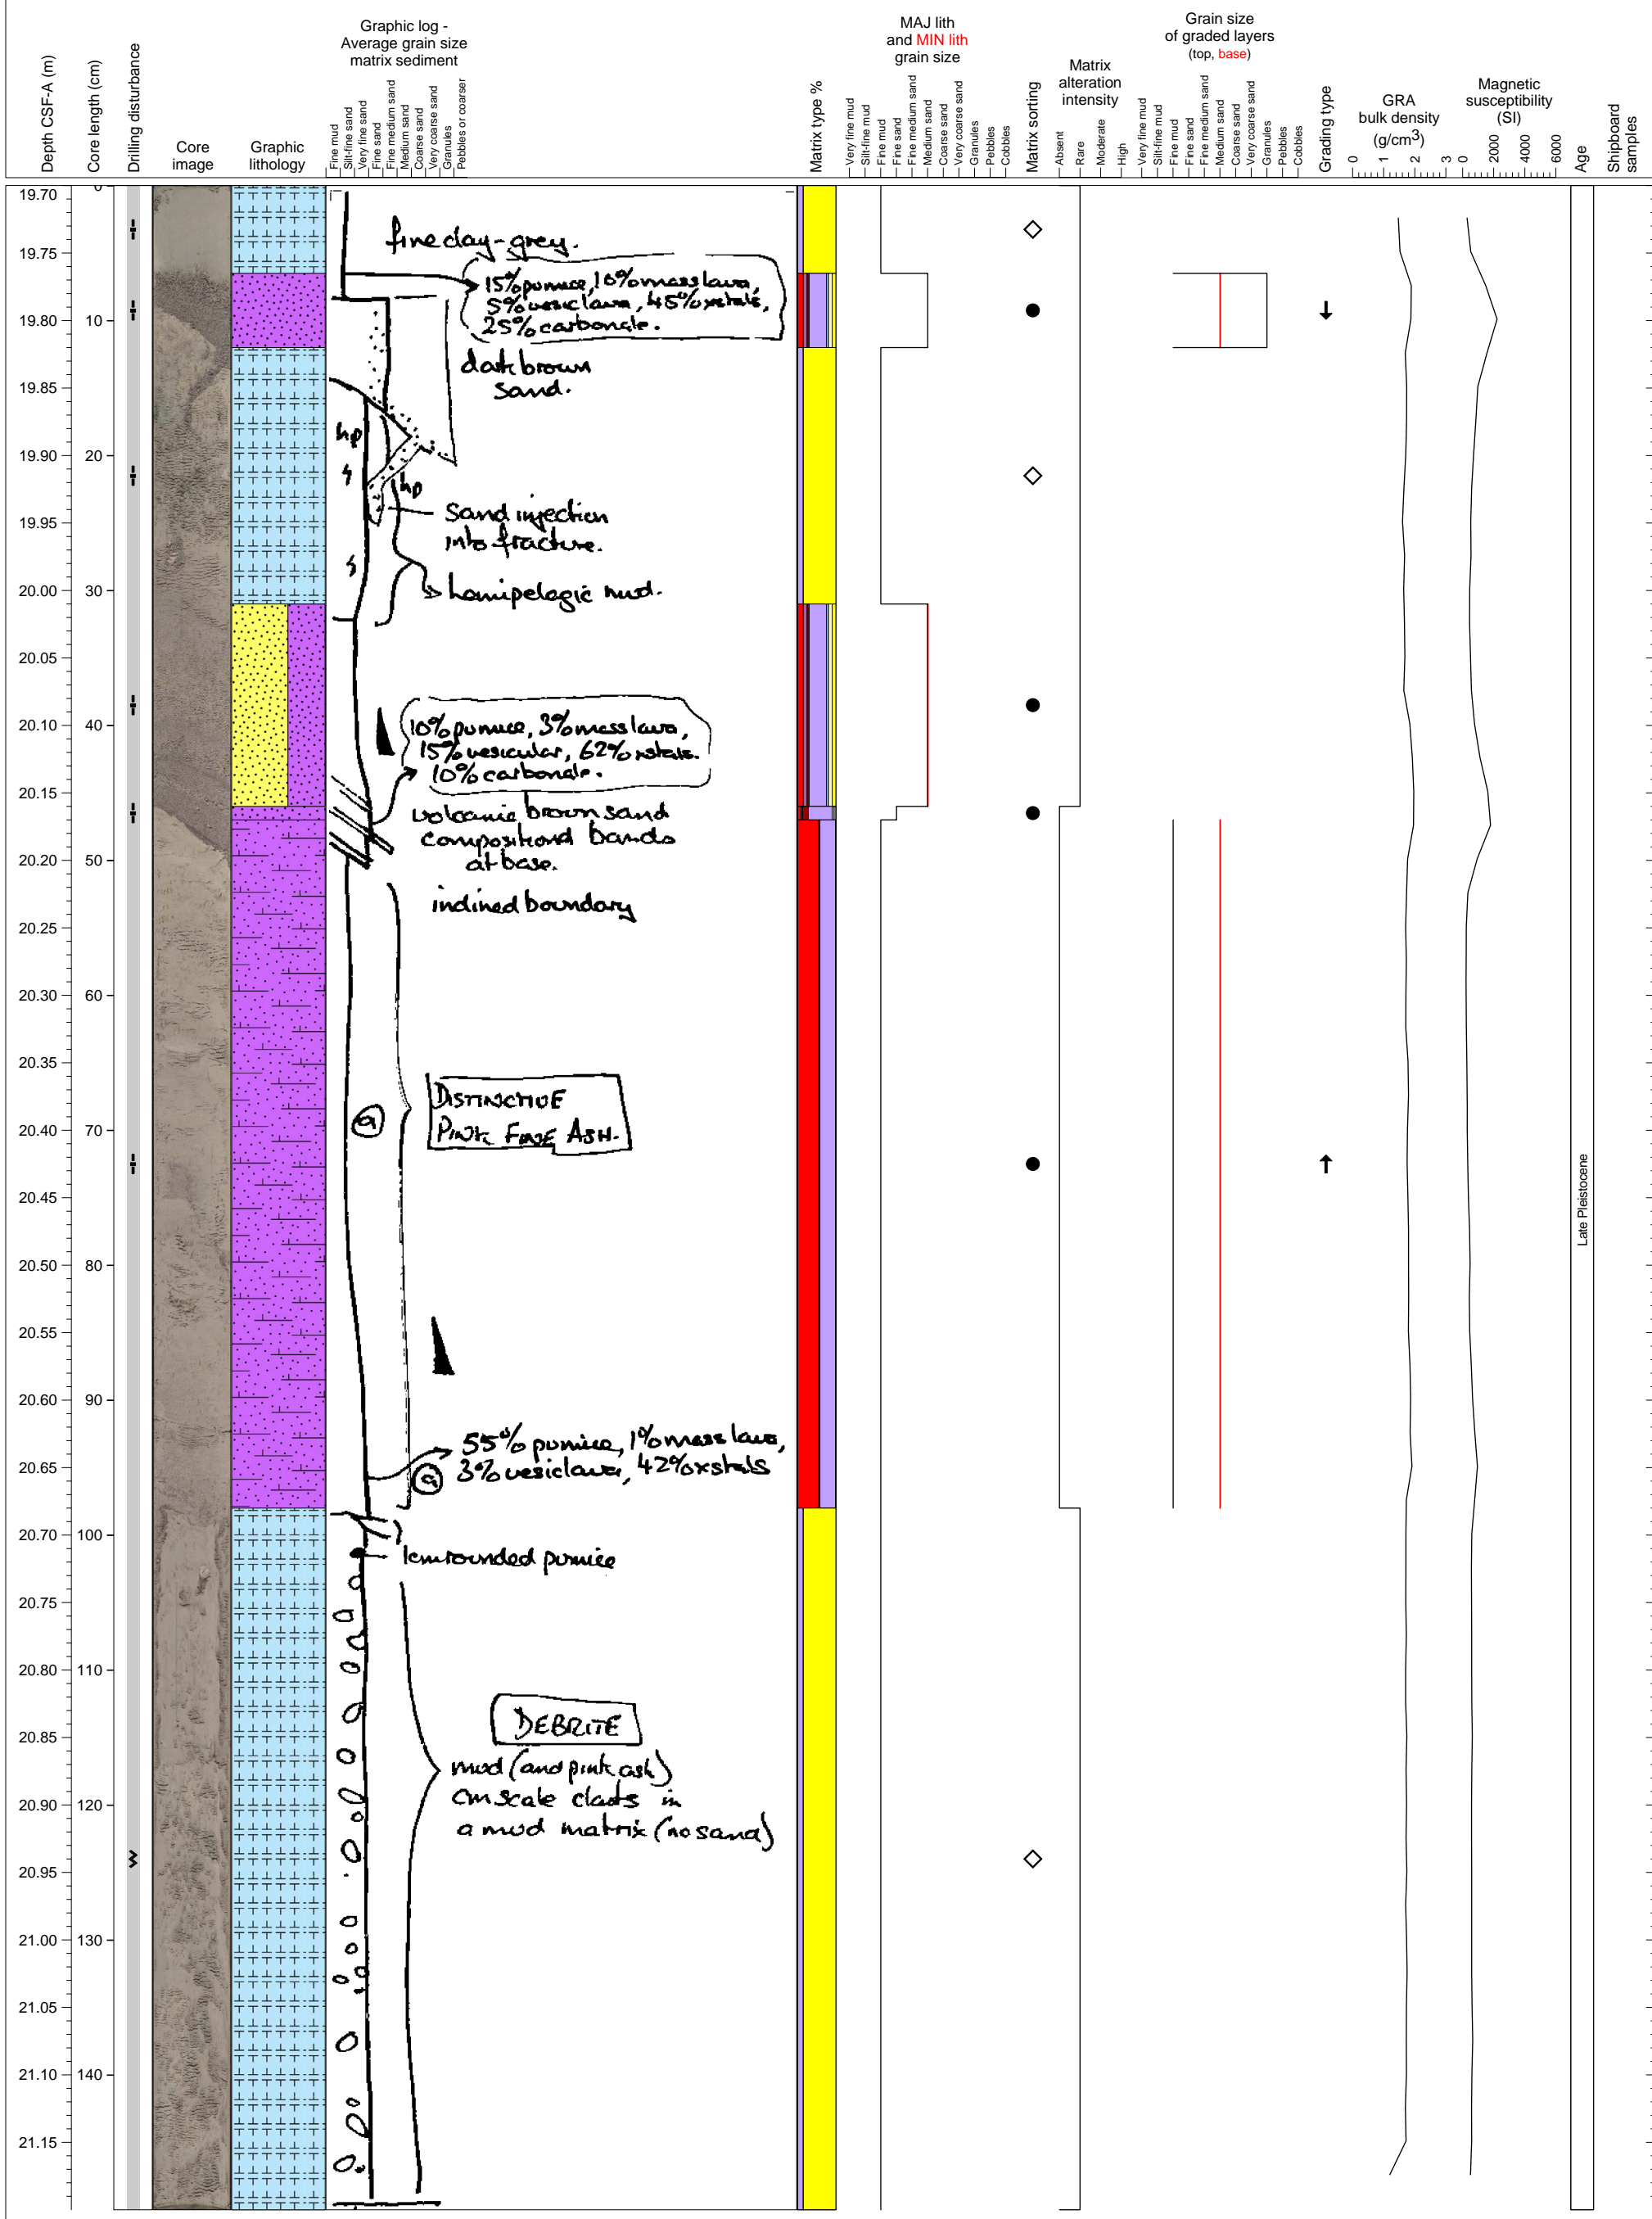 Graphic log -
Average grain size
matrix sediment
MAJ lith
and MIN lith
grain size
Grain size
of graded layers
(top, base)
Matrix
alteration
intensity
GRA
bulk density
(g/cm3)
Magnetic
susceptibility
(SI)
Depth CSF-A (m)
Core length (cm)
Drilling disturbance
Core
image
Graphic
lithology
Fine mud
Silt-fine sand
Very fine sand
Fine sand
Fine medium sand
Medium sand
Coarse sand
Very coarse sand
Granules
Pebbles or coarser
Matrix type %
Very fine mud
Silt-fine mud
Fine mud
Fine sand
Fine medium sand
Medium sand
Coarse sand
Very coarse sand
Granules
Pebbles
Cobbles
Matrix sorting
Absent
Rare
Moderate
High
Very fine mud
Silt-fine mud
Fine mud
Fine sand
Fine medium sand
Medium sand
Coarse sand
Very coarse sand
Granules
Pebbles
Cobbles
Grading type
0 1 2 3
0 2000 4000 6000
Age
Shipboard
samples
19.70 0
19.75
19.80 10
19.85
19.90 20
19.95
20.00 30
20.05
20.10 40
20.15
20.20 50
20.25
20.30 60
20.35
20.40 70
20.45
20.50 80
20.55
20.60 90
20.65
20.70 100
20.75
20.80 110
20.85
20.90 120
20.95
21.00 130
21.05
21.10 140
21.15
fine clay-grey.
15% pumice, 10% mass lava,
5% vesic lava, 45% xstals,
25% carbonate.
dark brown
sand.
hp
hp
Sand injection
into fracture.
hemipelagic mud.
10% pumice, 3% mass lava,
15% vesicular, 62% xstals.
10% carbonate.
volcanic brown sand
compositional bands
at base.
inclined boundary
DISTINCTIVE
PINK FINE ASH.
a
55% pumice, 1% mass lava,
3% vesic lava, 42% xstals
a
1cm rounded pumice
DEBRITE
mud (and pink ash)
cm scale clasts in
a mud matrix (no sand)
Late Pleistocene